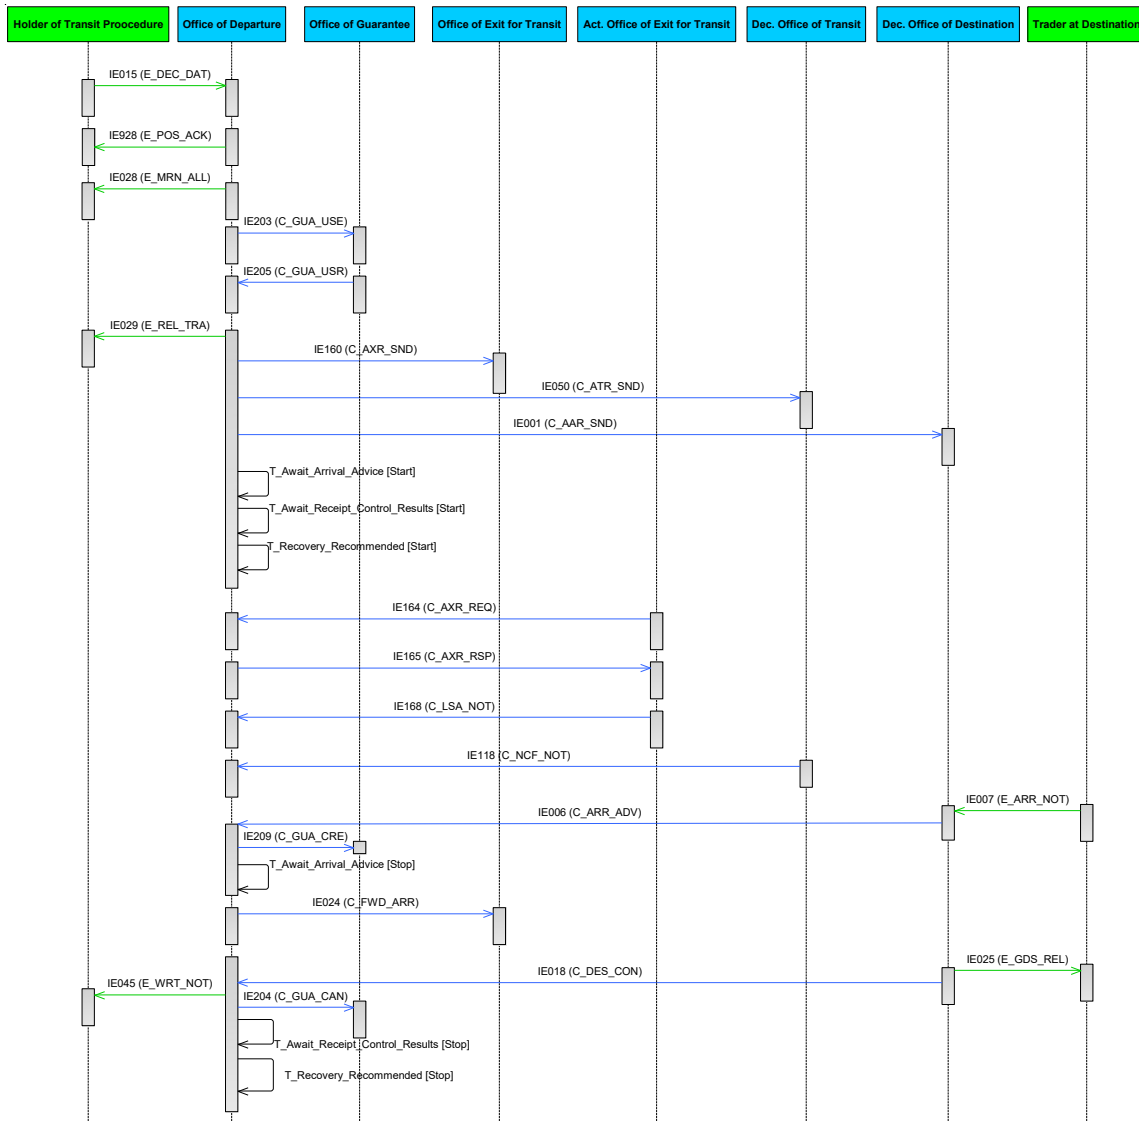 Holder of Transit Proocedure
Office of Departure
Office of Guarantee
Office of Exit for Transit
Act. Office of Exit for Transit
Dec. Office of Transit
Dec. Office of Destination
Trader at Destination
IE015 (E_DEC_DAT)
IE928 (E_POS_ACK)
IE028 (E_MRN_ALL)
IE203 (C_GUA_USE)
IE205 (C_GUA_USR)
IE029 (E_REL_TRA)
IE160 (C_AXR_SND)
IE050 (C_ATR_SND)
IE001 (C_AAR_SND)
T_Await_Arrival_Advice [Start]
T_Await_Receipt_Control_Results [Start]
T_Recovery_Recommended [Start]
IE164 (C_AXR_REQ)
IE165 (C_AXR_RSP)
IE168 (C_LSA_NOT)
IE118 (C_NCF_NOT)
IE007 (E_ARR_NOT)
IE006 (C_ARR_ADV)
IE209 (C_GUA_CRE)
T_Await_Arrival_Advice [Stop]
IE024 (C_FWD_ARR)
IE025 (E_GDS_REL)
IE018 (C_DES_CON)
IE045 (E_WRT_NOT)
IE204 (C_GUA_CAN)
T_Await_Receipt_Control_Results [Stop]
T_Recovery_Recommended [Stop]